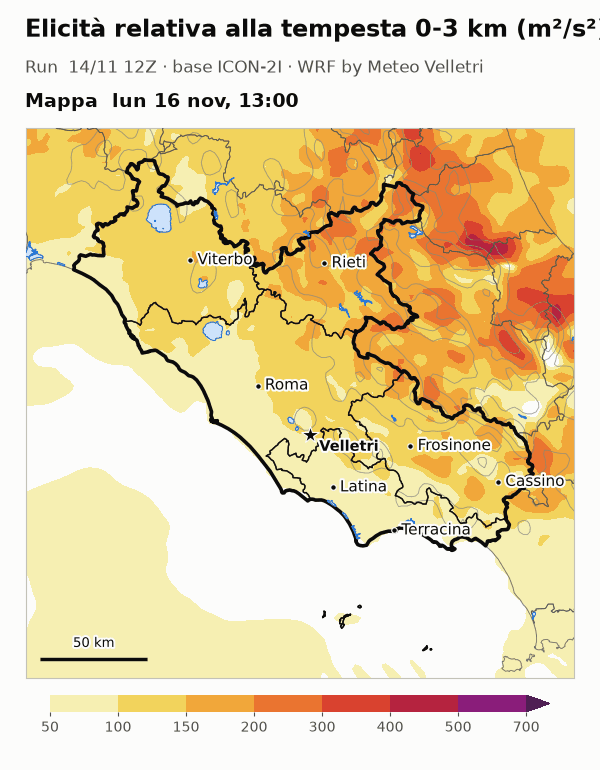 Elicità relativa alla tempesta 0-3 km (m²/s²)
Run 14/11 12Z · base ICON-2I · WRF by Meteo Velletri
Mappa lun 16 nov, 13:00
Viterbo
Rieti
Roma
Velletri
Frosinone
Latina
Cassino
Terracina
50 km
50 100 150 200 300 400 500 700